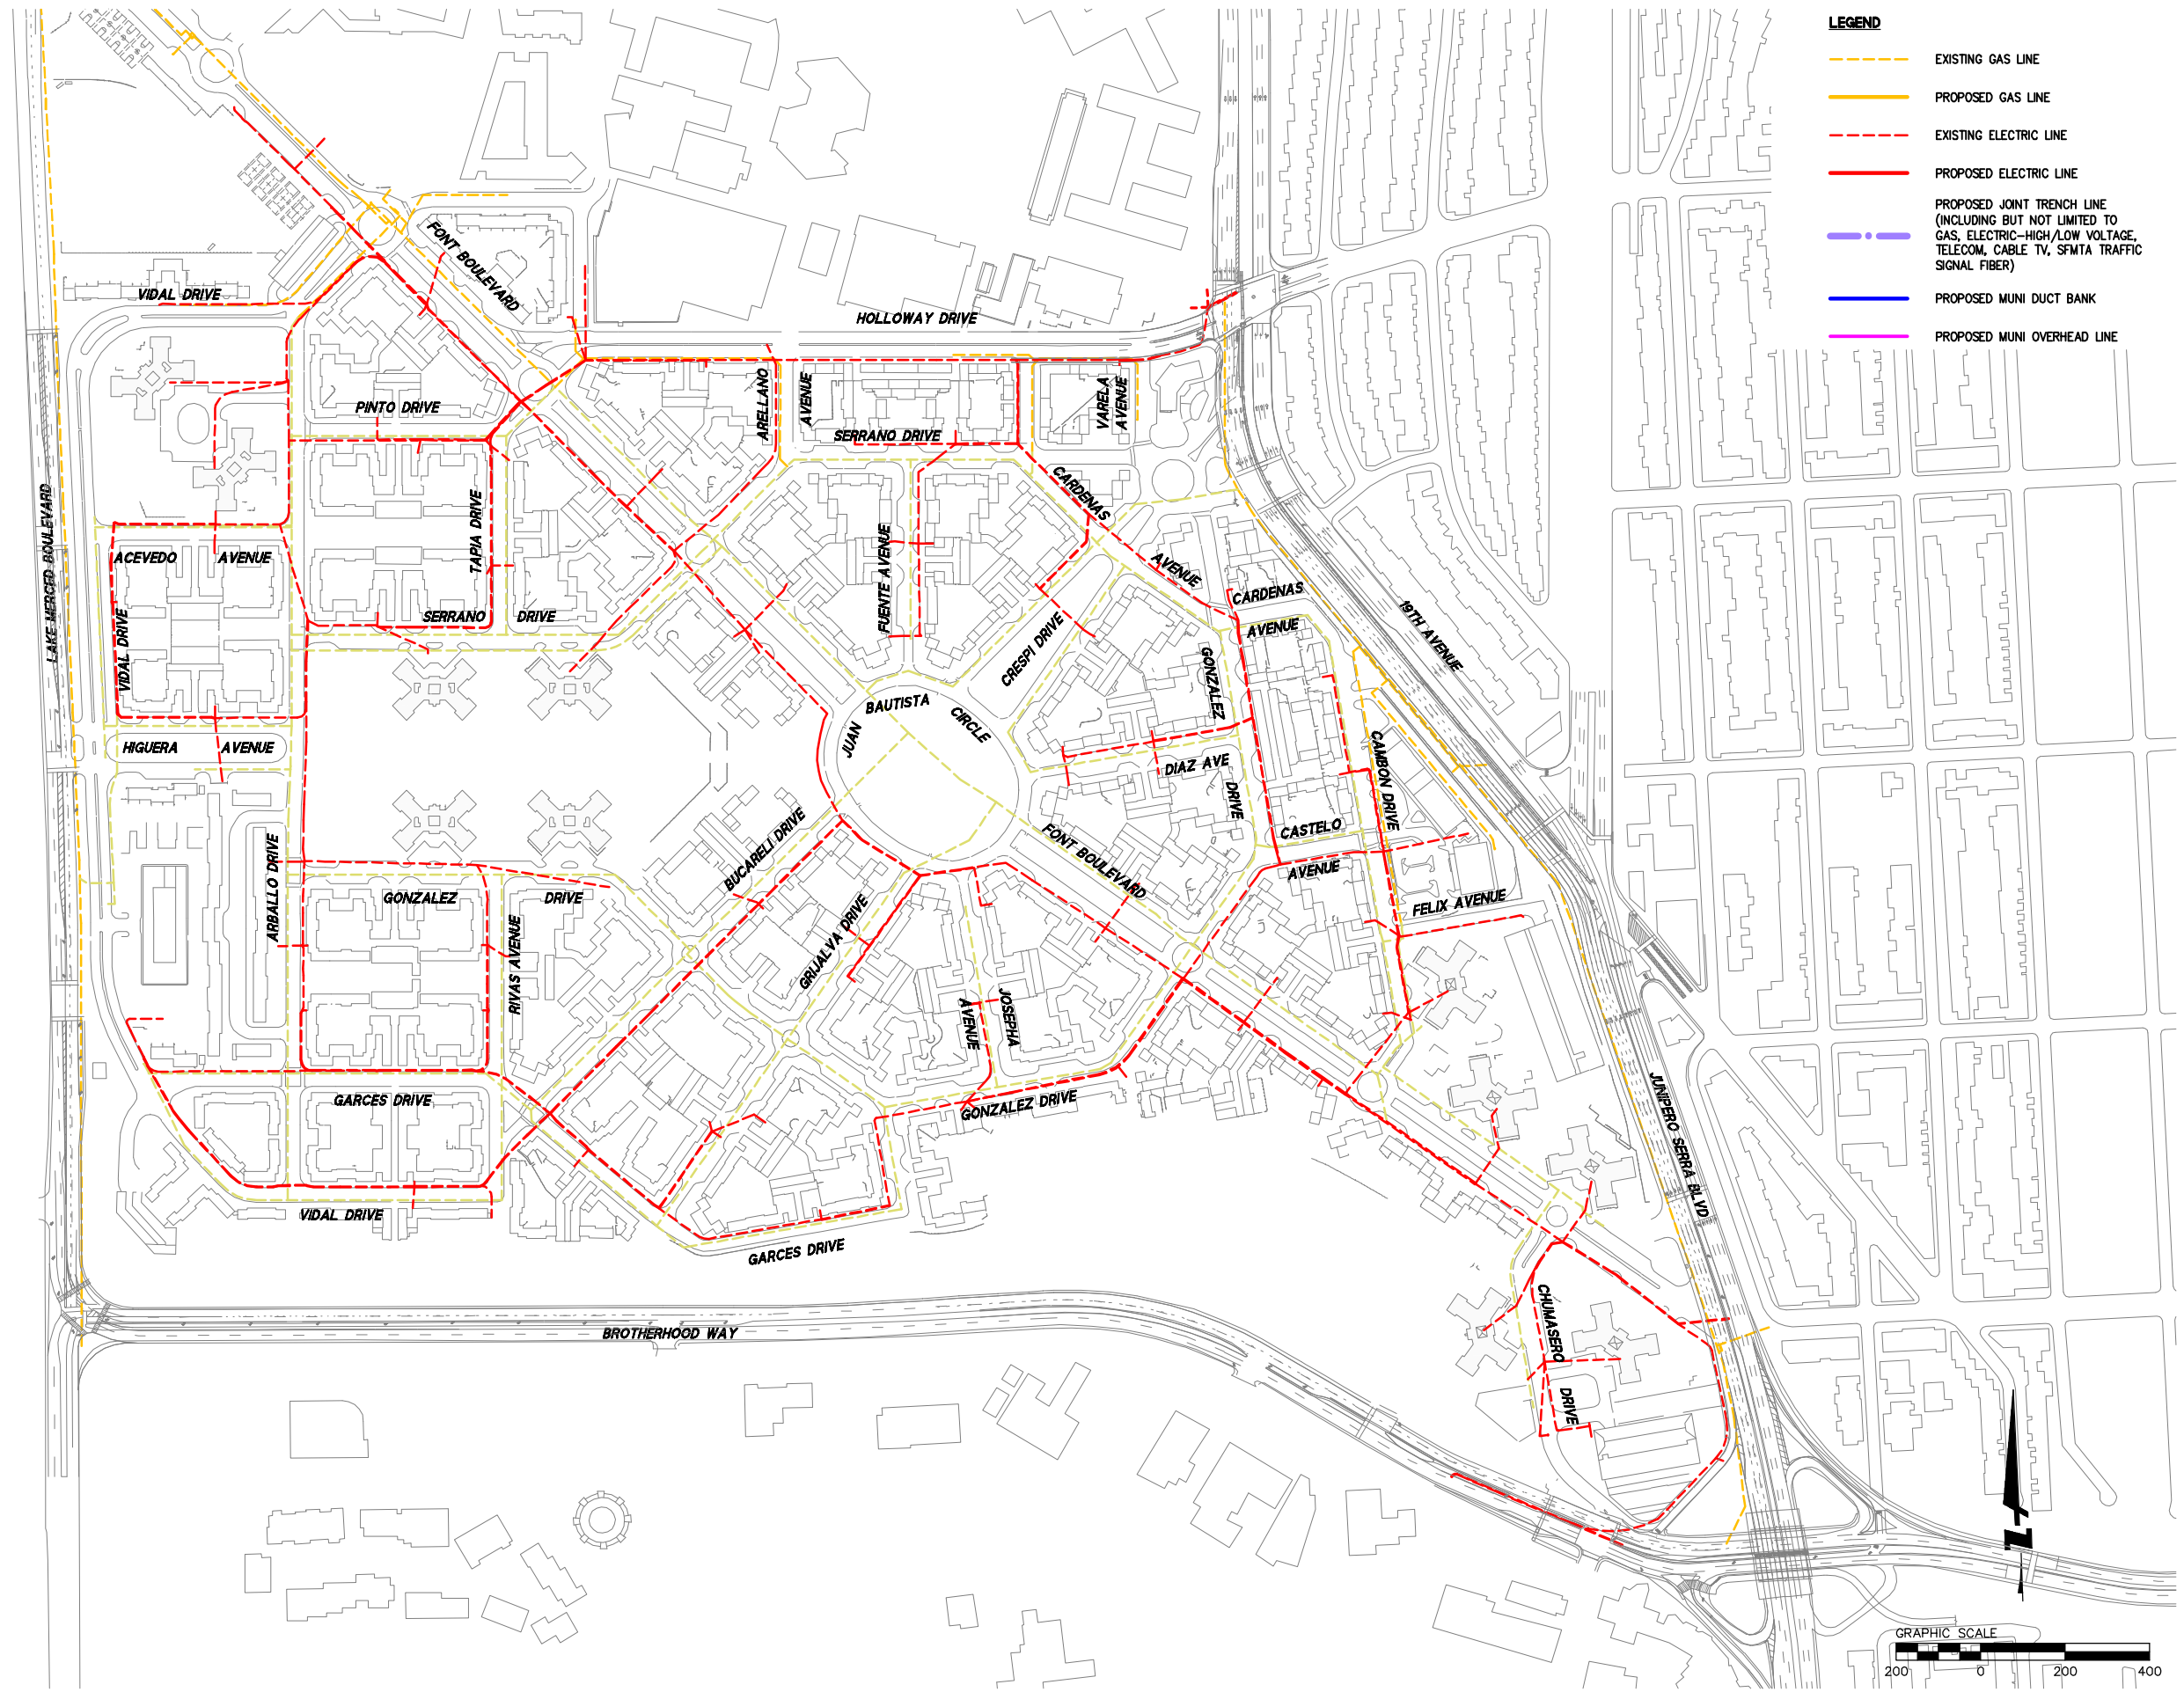 LEGEND
EXISTING GAS LINE
PROPOSED GAS LINE
EXISTING ELECTRIC LINE
PROPOSED ELECTRIC LINE
PROPOSED JOINT TRENCH LINE
(INCLUDING BUT NOT LIMITED TO
GAS, ELECTRIC-HIGH/LOW VOLTAGE,
TELECOM, CABLE TV, SFMTA TRAFFIC
SIGNAL FIBER)
PROPOSED MUNI DUCT BANK
PROPOSED MUNI OVERHEAD LINE
FONT BOULEVARD
VIDAL DRIVE
HOLLOWAY DRIVE
PINTO DRIVE
ARELLANO
AVENUE
SERRANO DRIVE
VARELA
AVENUE
CARDENAS
AVENUE
LAKE MERCED BOULEVARD
TAPIA DRIVE
ACEVEDO
AVENUE
FUENTE AVENUE
CARDENAS
AVENUE
19TH AVENUE
SERRANO
DRIVE
VIDAL DRIVE
CRESPI DRIVE
GONZALEZ
DRIVE
JUAN
BAUTISTA
CIRCLE
HIGUERA
AVENUE
DIAZ AVE
CAMBON DRIVE
CASTELO
AVENUE
BUCARELI DRIVE
FONT BOULEVARD
ARBALLO DRIVE
GONZALEZ
DRIVE
GRIJALVA DRIVE
FELIX AVENUE
RIVAS AVENUE
AVENUE
JOSEPHA
GARCES DRIVE
GONZALEZ DRIVE
JUNIPERO SERRA BLVD
VIDAL DRIVE
GARCES DRIVE
CHUMASERO
DRIVE
BROTHERHOOD WAY
GRAPHIC SCALE
200 0 200 400